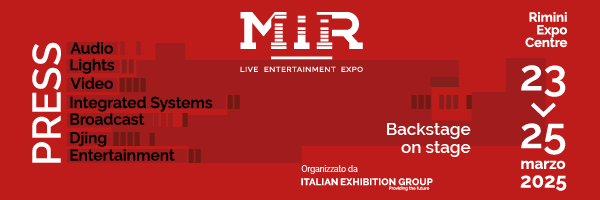 PRESS
Audio
Lights
Video
Integrated Systems
Broadcast
Djing
Entertainment
MIR
LIVE ENTERTAINMENT EXPO
Backstage
on stage
Organizzato da
ITALIAN EXHIBITION GROUP
Providing the future
Rimini
Expo
Centre
23
25
marzo
2025